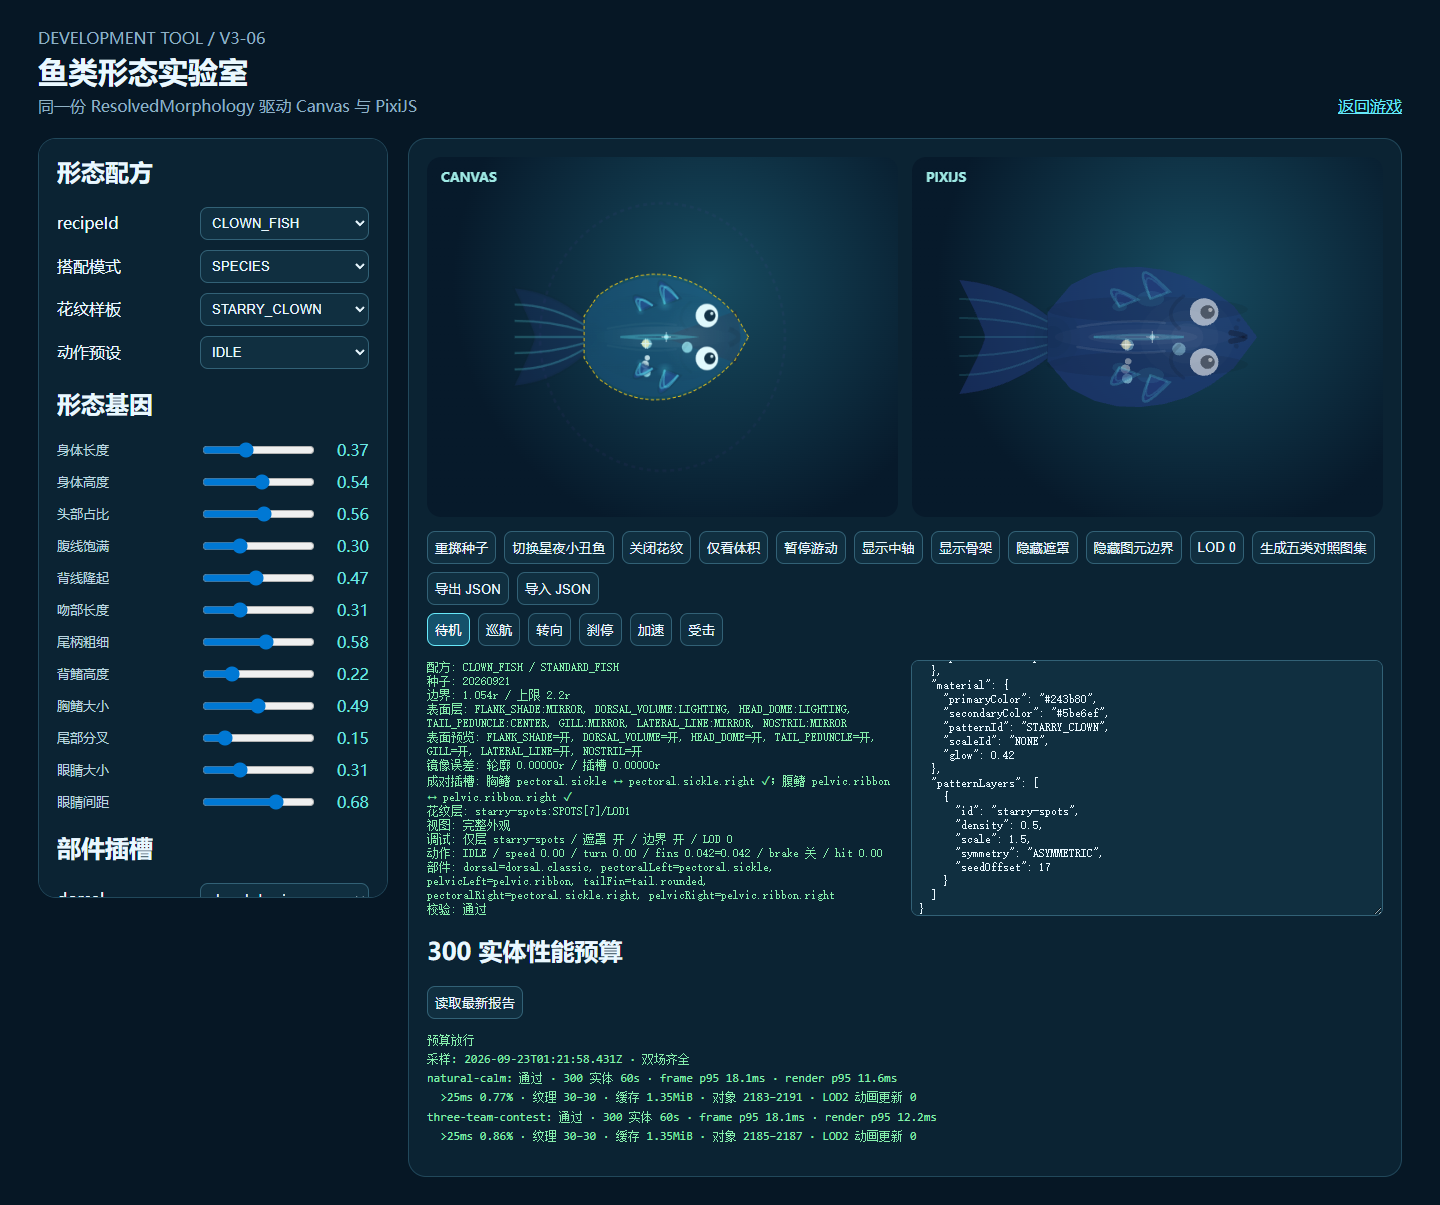 DEVELOPMENT TOOL / V3-06
鱼类形态实验室
同一份 ResolvedMorphology 驱动 Canvas 与 PixiJS
返回游戏
形态配方
recipeId
CLOWN_FISH
搭配模式
SPECIES
花纹样板
STARRY_CLOWN
动作预设
IDLE
形态基因
身体长度 0.37
身体高度 0.54
头部占比 0.56
腹线饱满 0.30
背线隆起 0.47
吻部长度 0.31
尾柄粗细 0.58
背鳍高度 0.22
胸鳍大小 0.49
尾部分叉 0.15
眼睛大小 0.31
眼睛间距 0.68
部件插槽
CANVAS
PIXIJS
重掷种子 切换星夜小丑鱼 关闭花纹 仅看体积 暂停游动 显示中轴 显示骨架 隐藏遮罩 隐藏图元边界 LOD 0 生成五类对照图集
导出 JSON 导入 JSON
待机 巡航 转向 刹停 加速 受击
配方: CLOWN_FISH / STANDARD_FISH
种子: 20260921
边界: 1.054r / 上限 2.2r
表面层: FLANK_SHADE:MIRROR, DORSAL_VOLUME:LIGHTING, HEAD_DOME:LIGHTING,
TAIL_PEDUNCLE:CENTER, GILL:MIRROR, LATERAL_LINE:MIRROR, NOSTRIL:MIRROR
表面预览: FLANK_SHADE=开, DORSAL_VOLUME=开, HEAD_DOME=开, TAIL_PEDUNCLE=开,
GILL=开, LATERAL_LINE=开, NOSTRIL=开
镜像误差: 轮廓 0.00000r / 插槽 0.00000r
成对插槽: 胸鳍 pectoral.sickle ↔ pectoral.sickle.right ✓; 腹鳍 pelvic.ribbon
↔ pelvic.ribbon.right ✓
花纹层: starry-spots:SPOTS[7]/LOD1
视图: 完整外观
调试: 仅层 starry-spots / 遮罩 开 / 边界 开 / LOD 0
动作: IDLE / speed 0.00 / turn 0.00 / fins 0.042=0.042 / brake 关 / hit 0.00
部件: dorsal=dorsal.classic, pectoralLeft=pectoral.sickle,
pelvicLeft=pelvic.ribbon, tailFin=tail.rounded,
pectoralRight=pectoral.sickle.right, pelvicRight=pelvic.ribbon.right
校验: 通过
},
"material": {
"primaryColor": "#243b80",
"secondaryColor": "#5be6ef",
"patternId": "STARRY_CLOWN",
"scaleId": "NONE",
"glow": 0.42
},
"patternLayers": [
{
"id": "starry-spots",
"density": 0.5,
"scale": 1.5,
"symmetry": "ASYMMETRIC",
"seedOffset": 17
}
]
}
300 实体性能预算
读取最新报告
预算放行
采样: 2026-09-23T01:21:58.431Z · 双场齐全
natural-calm: 通过 · 300 实体 60s · frame p95 18.1ms · render p95 11.6ms
>25ms 0.77% · 纹理 30-30 · 缓存 1.35MiB · 对象 2183-2191 · LOD2 动画更新 0
three-team-contest: 通过 · 300 实体 60s · frame p95 18.1ms · render p95 12.2ms
>25ms 0.86% · 纹理 30-30 · 缓存 1.35MiB · 对象 2185-2187 · LOD2 动画更新 0